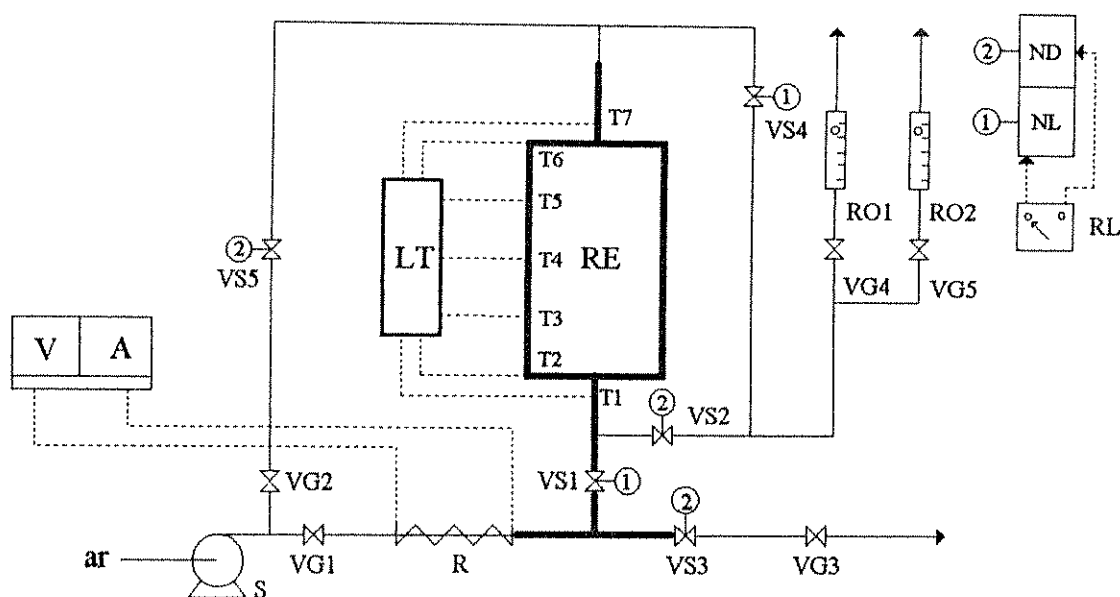 T7
T6
T5
T4
T3
T2
T1
LT
RE
1
VS4
2
VS5
RO1
RO2
VG4
VG5
2
ND
1
NL
RL
V
A
2
VS2
VG2
VS1
1
2
ar
S
VG1
R
VS3
VG3